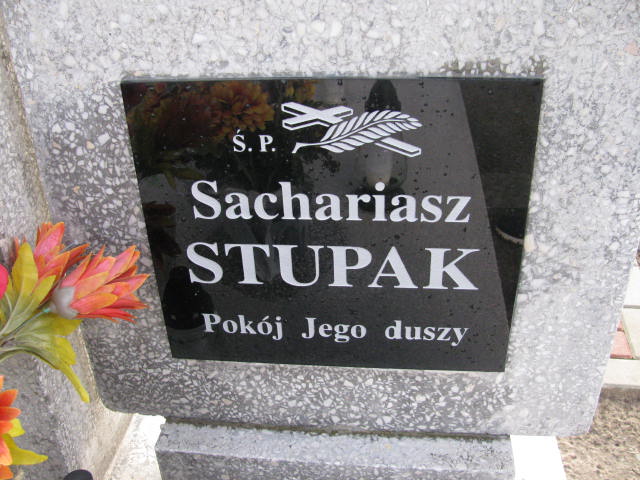 Ś. P.
Sachariasz
STUPAK
Pokój Jego duszy